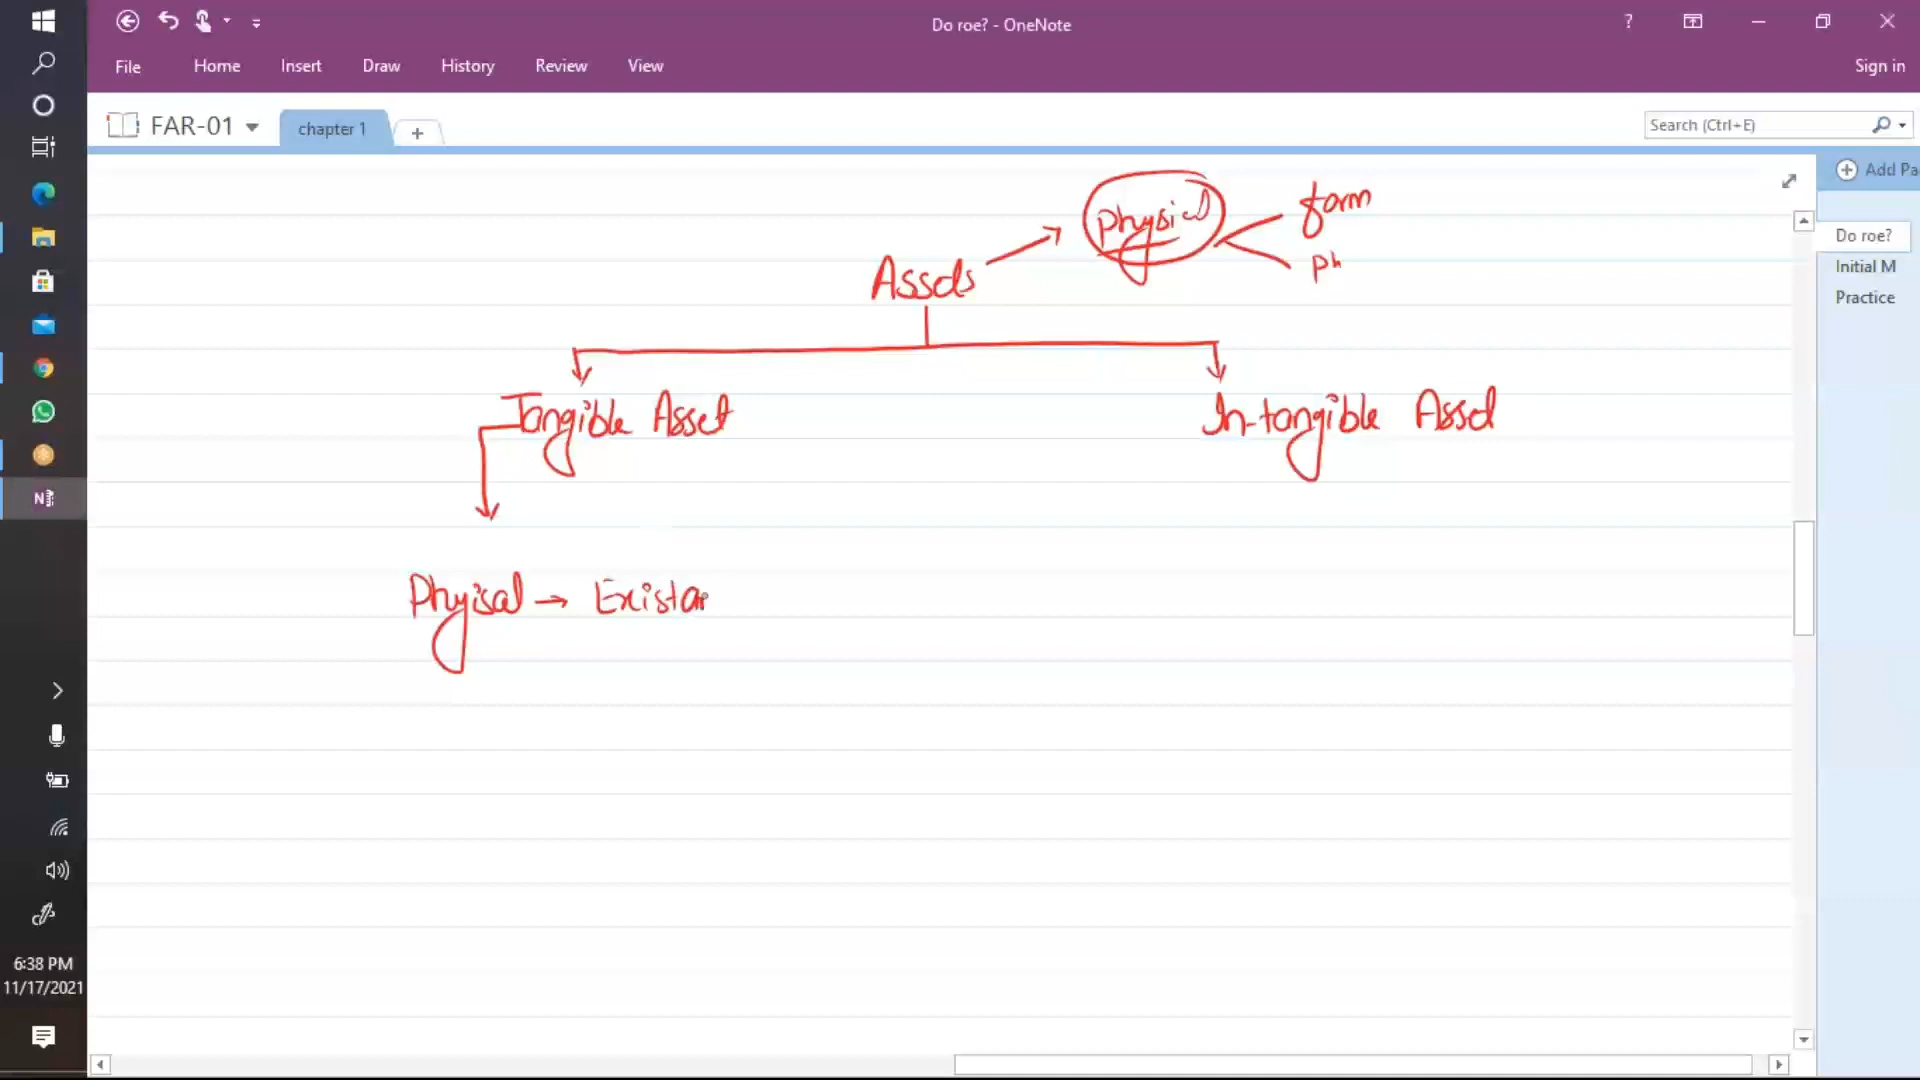 Do roe? - OneNote
?
File Home Insert Draw History Review View
Sign in
FAR-01 chapter 1 +
Search (Ctrl+E)
Add Pa
Do roe?
Initial M
Practice
Physical form
ph
Assets
Tangible Asset In-tangible Asset
Phyisal → Existan
6:38 PM
11/17/2021